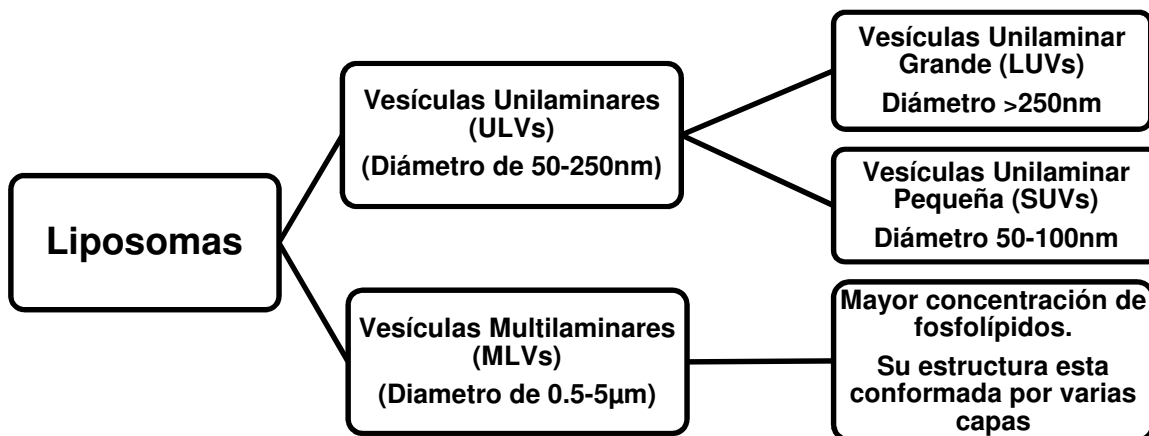 Liposomas
Vesículas Unilaminares
(ULVs)
(Diámetro de 50-250nm)
Vesículas Unilaminar
Grande (LUVs)
Diámetro >250nm
Vesículas Unilaminar
Pequeña (SUVs)
Diámetro 50-100nm
Vesículas Multilaminares
(MLVs)
(Diametro de 0.5-5µm)
Mayor concentración de
fosfolípidos.
Su estructura esta
conformada por varias
capas